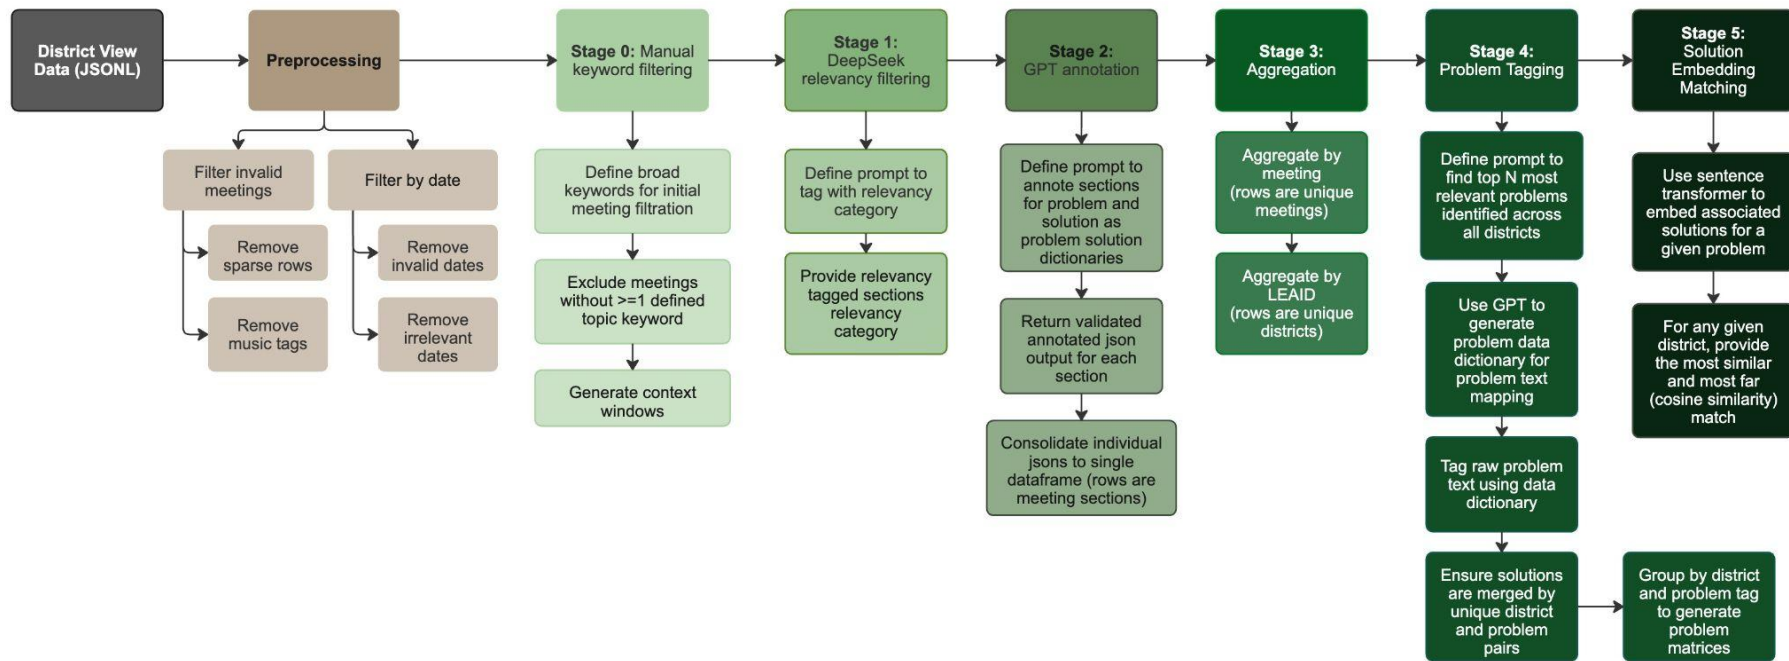 District View
Data (JSONL)
Preprocessing
Filter invalid
meetings
Remove
sparse rows
Remove
music tags
Filter by date
Remove
invalid dates
Remove
irrelevant
dates
Stage 0: Manual
keyword filtering
Define broad
keywords for initial
meeting filtration
Exclude meetings
without >=1 defined
topic keyword
Generate context
windows
Stage 1:
DeepSeek
relevancy filtering
Define prompt to
tag with relevancy
category
Provide relevancy
tagged sections
relevancy
category
Stage 2:
GPT annotation
Define prompt to
annote sections
for problem and
solution as
problem solution
dictionaries
Return validated
annotated json
output for each
section
Consolidate individual
jsons to single
dataframe (rows are
meeting sections)
Stage 3:
Aggregation
Aggregate by
meeting
(rows are unique
meetings)
Aggregate by
LEAID
(rows are unique
districts)
Stage 4:
Problem Tagging
Define prompt to
find top N most
relevant problems
identified across
all districts
Use GPT to
generate
problem data
dictionary for
problem text
mapping
Tag raw problem
text using data
dictionary
Ensure solutions
are merged by
unique district
and problem
pairs
Group by district
and problem tag
to generate
problem
matrices
Stage 5:
Solution
Embedding
Matching
Use sentence
transformer to
embed associated
solutions for a
given problem
For any given
district, provide
the most similar
and most far
(cosine similarity)
match